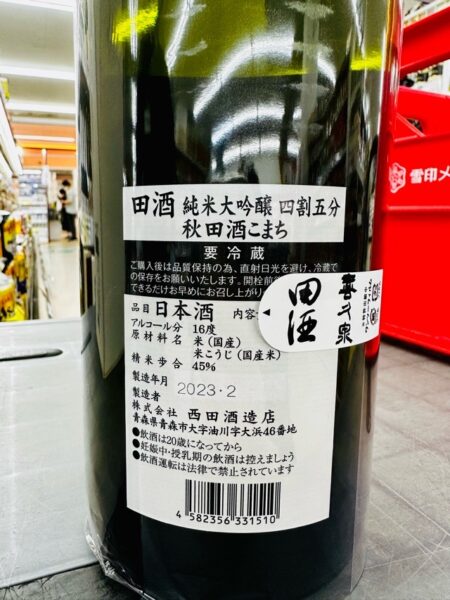 田酒 純米大吟醸 四割五分
秋田酒こまち
要冷蔵
ご購入後は品質保持の為、直射日光を避け、冷蔵で
の保存をお願いいたします。開栓前
できるだけお早めにお召し上がり
品目 日本酒 内容
アルコール分 16度
原材料名 米(国産)
米こうじ(国産米)
精米歩合 45%
製造年月 2023・2
製造者
株式会社 西田酒造店
青森県青森市大字油川字大浜46番地
●飲酒は20歳になってから
●妊娠中・授乳期の飲酒は控えましょう
●飲酒運転は法律で禁止されています
4 582356 331510
田酒
喜久泉
雪印メ